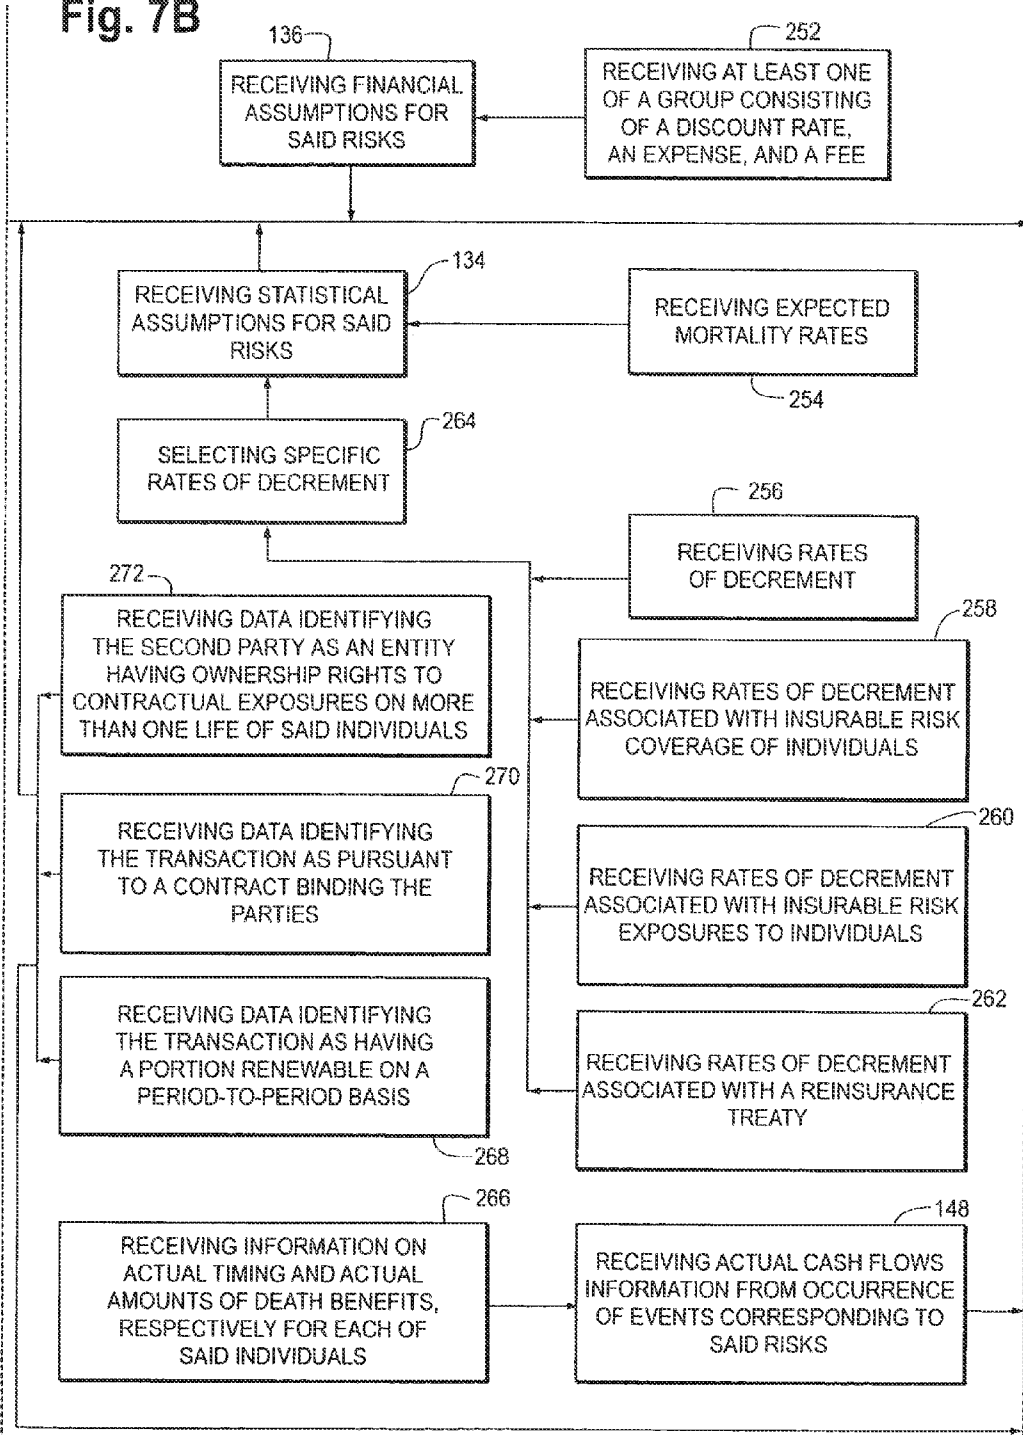 Fig. 7B
136
RECEIVING FINANCIAL
ASSUMPTIONS FOR
SAID RISKS
252
RECEIVING AT LEAST ONE
OF A GROUP CONSISTING
OF A DISCOUNT RATE,
AN EXPENSE, AND A FEE
134
RECEIVING STATISTICAL
ASSUMPTIONS FOR SAID
RISKS
RECEIVING EXPECTED
MORTALITY RATES
254
264
SELECTING SPECIFIC
RATES OF DECREMENT
256
RECEIVING RATES
OF DECREMENT
272
RECEIVING DATA IDENTIFYING
THE SECOND PARTY AS AN ENTITY
HAVING OWNERSHIP RIGHTS TO
CONTRACTUAL EXPOSURES ON MORE
THAN ONE LIFE OF SAID INDIVIDUALS
258
RECEIVING RATES OF DECREMENT
ASSOCIATED WITH INSURABLE RISK
COVERAGE OF INDIVIDUALS
270
RECEIVING DATA IDENTIFYING
THE TRANSACTION AS PURSUANT
TO A CONTRACT BINDING THE
PARTIES
260
RECEIVING RATES OF DECREMENT
ASSOCIATED WITH INSURABLE RISK
EXPOSURES TO INDIVIDUALS
RECEIVING DATA IDENTIFYING
THE TRANSACTION AS HAVING
A PORTION RENEWABLE ON A
PERIOD-TO-PERIOD BASIS
268
262
RECEIVING RATES OF DECREMENT
ASSOCIATED WITH A REINSURANCE
TREATY
266
RECEIVING INFORMATION ON
ACTUAL TIMING AND ACTUAL
AMOUNTS OF DEATH BENEFITS,
RESPECTIVELY FOR EACH OF
SAID INDIVIDUALS
148
RECEIVING ACTUAL CASH FLOWS
INFORMATION FROM OCCURRENCE
OF EVENTS CORRESPONDING TO
SAID RISKS